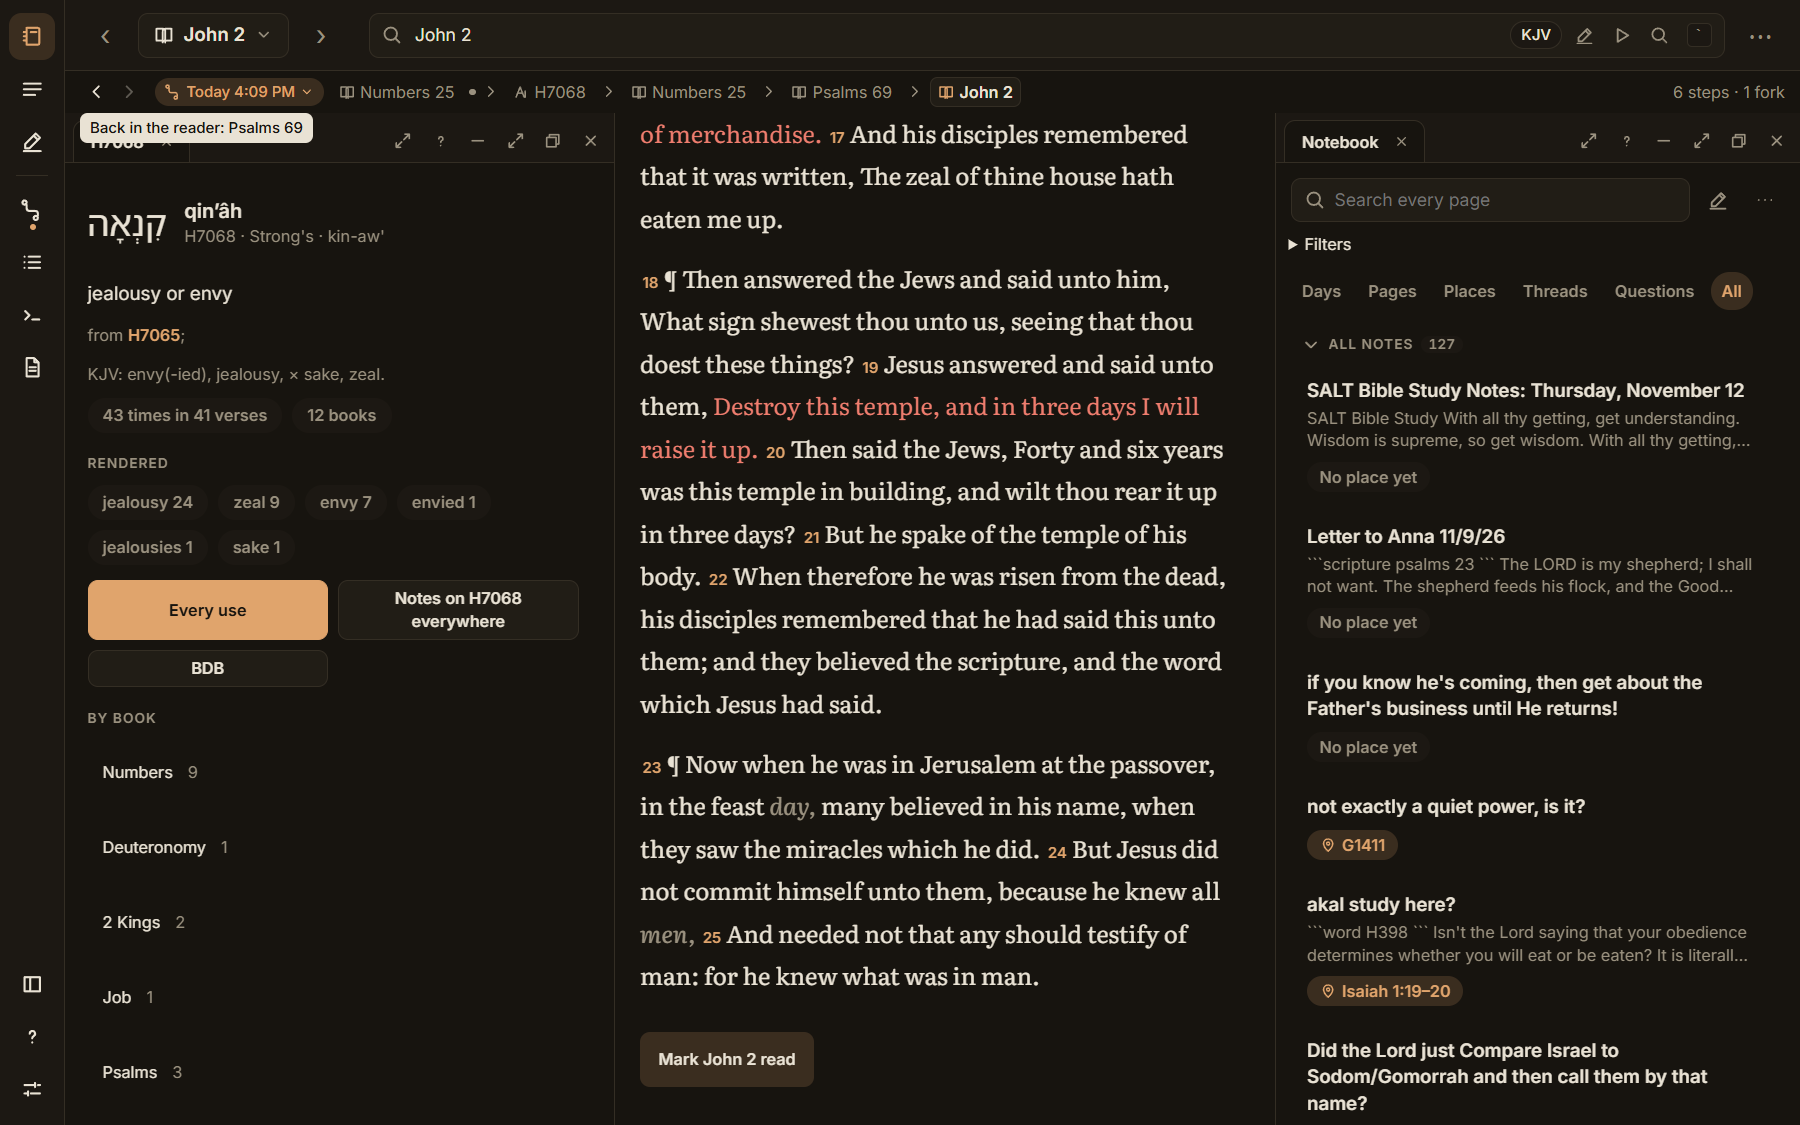 John 2
John 2
KJV
`
Today 4:09 PM
Numbers 25
H7068
Numbers 25
Psalms 69
John 2
6 steps · 1 fork
Back in the reader: Psalms 69
H7068
?
קִנְאָה
qin'âh
H7068 · Strong's · kin-aw'
jealousy or envy
from H7065;
KJV: envy(-ied), jealousy, × sake, zeal.
43 times in 41 verses
12 books
RENDERED
jealousy 24
zeal 9
envy 7
envied 1
jealousies 1
sake 1
Every use
Notes on H7068
everywhere
BDB
BY BOOK
Numbers 9
Deuteronomy 1
2 Kings 2
Job 1
Psalms 3
?
of merchandise. 17 And his disciples remembered
that it was written, The zeal of thine house hath
eaten me up.
18 ¶ Then answered the Jews and said unto him,
What sign shewest thou unto us, seeing that thou
doest these things? 19 Jesus answered and said unto
them, Destroy this temple, and in three days I will
raise it up. 20 Then said the Jews, Forty and six years
was this temple in building, and wilt thou rear it up
in three days? 21 But he spake of the temple of his
body. 22 When therefore he was risen from the dead,
his disciples remembered that he had said this unto
them; and they believed the scripture, and the word
which Jesus had said.
23 ¶ Now when he was in Jerusalem at the passover,
in the feast day, many believed in his name, when
they saw the miracles which he did. 24 But Jesus did
not commit himself unto them, because he knew all
men, 25 And needed not that any should testify of
man: for he knew what was in man.
Mark John 2 read
Notebook
?
Search every page
Filters
Days
Pages
Places
Threads
Questions
All
ALL NOTES 127
SALT Bible Study Notes: Thursday, November 12
SALT Bible Study With all thy getting, get understanding.
Wisdom is supreme, so get wisdom. With all thy getting,...
No place yet
Letter to Anna 11/9/26
```scripture psalms 23 ``` The LORD is my shepherd; I shall
not want. The shepherd feeds his flock, and the Good...
No place yet
if you know he's coming, then get about the
Father's business until He returns!
No place yet
not exactly a quiet power, is it?
G1411
akal study here?
```word H398 ``` Isn't the Lord saying that your obedience
determines whether you will eat or be eaten? It is literall...
Isaiah 1:19–20
Did the Lord just Compare Israel to
Sodom/Gomorrah and then call them by that
name?